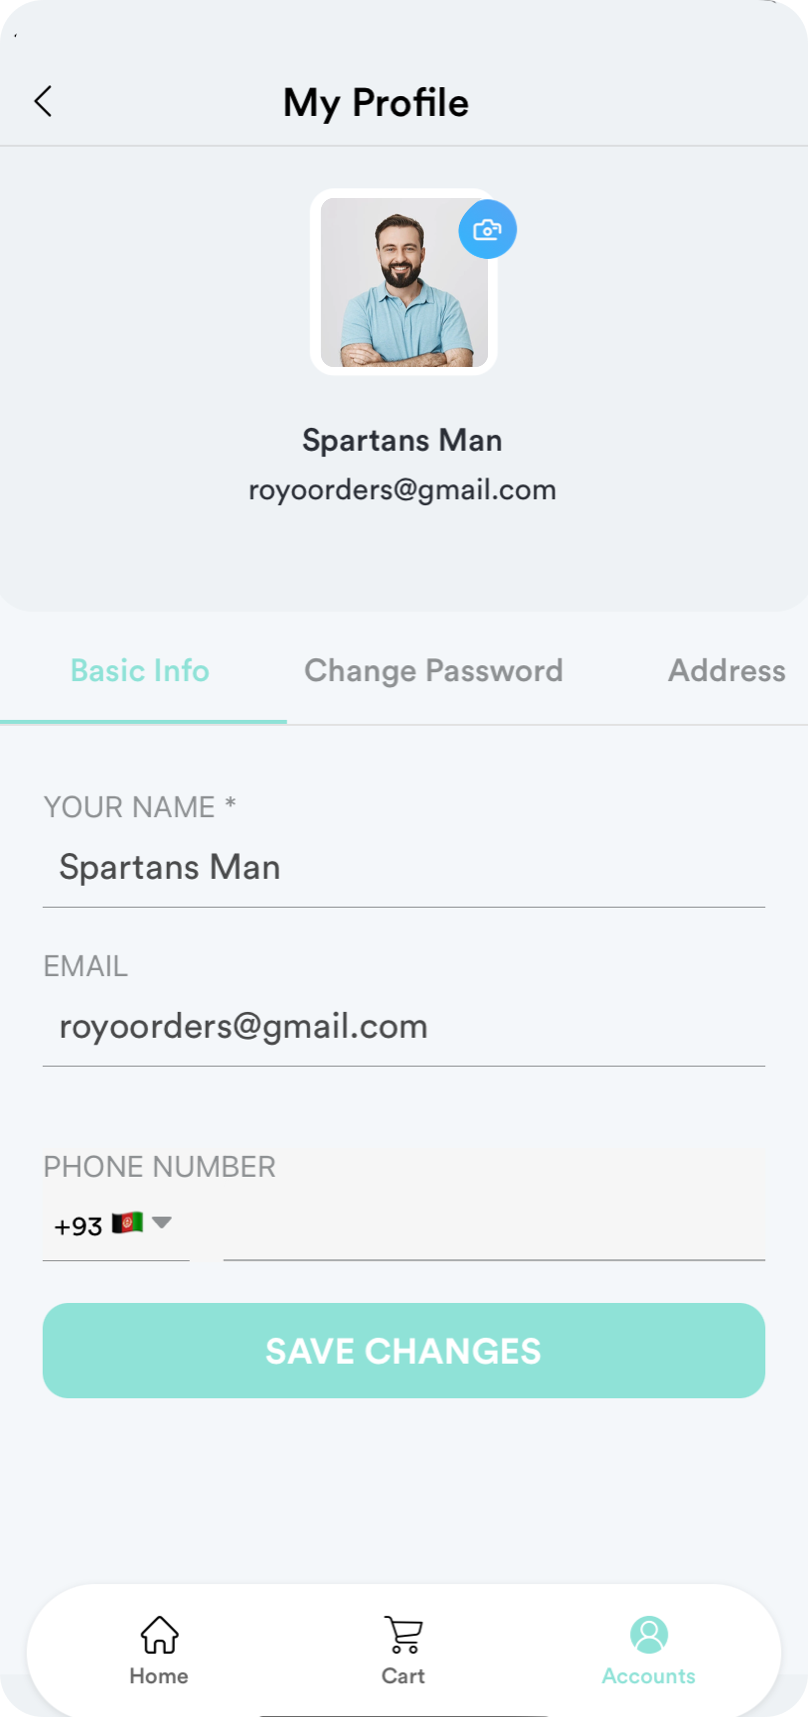 My Profile
Spartans Man
royoorders@gmail.com
Basic Info Change Password Address
YOUR NAME *
Spartans Man
EMAIL
royoorders@gmail.com
PHONE NUMBER
+93
SAVE CHANGES
Home Cart Accounts